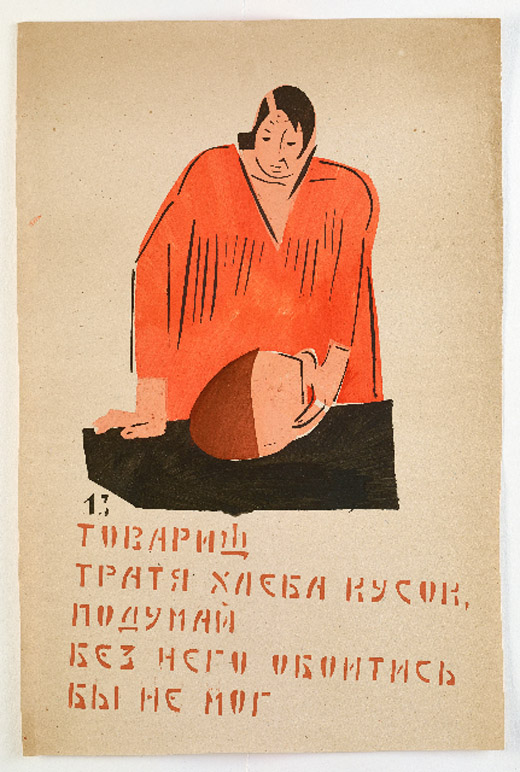 13
ТОВАРИЩ
ТРАТЯ ХЛЕБА КУСОК,
ПОДУМАЙ
БЕЗ НЕГО ОБОИТИСЬ
БЫ НЕ МОГ